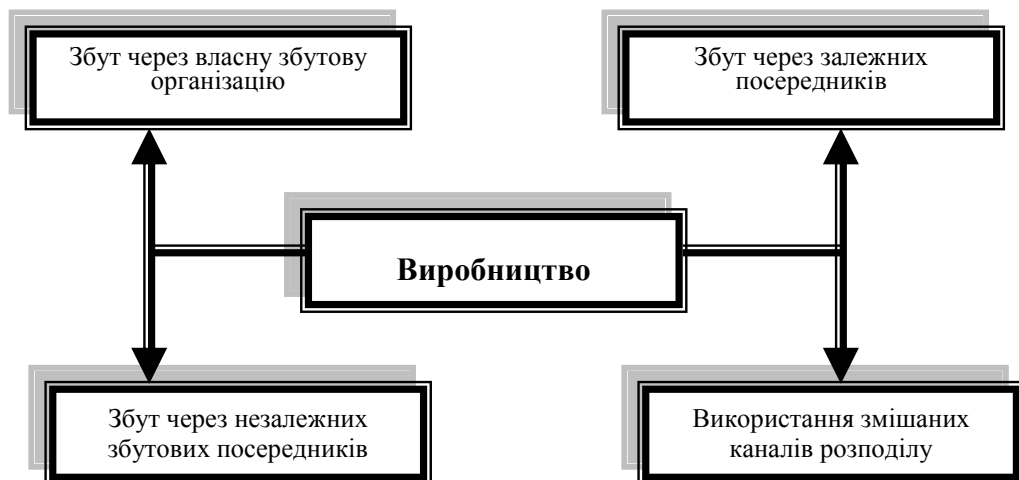 Збут через власну збутову
організацію
Збут через залежних
посередників
Виробництво
Збут через незалежних
збутових посередників
Використання змішаних
каналів розподілу